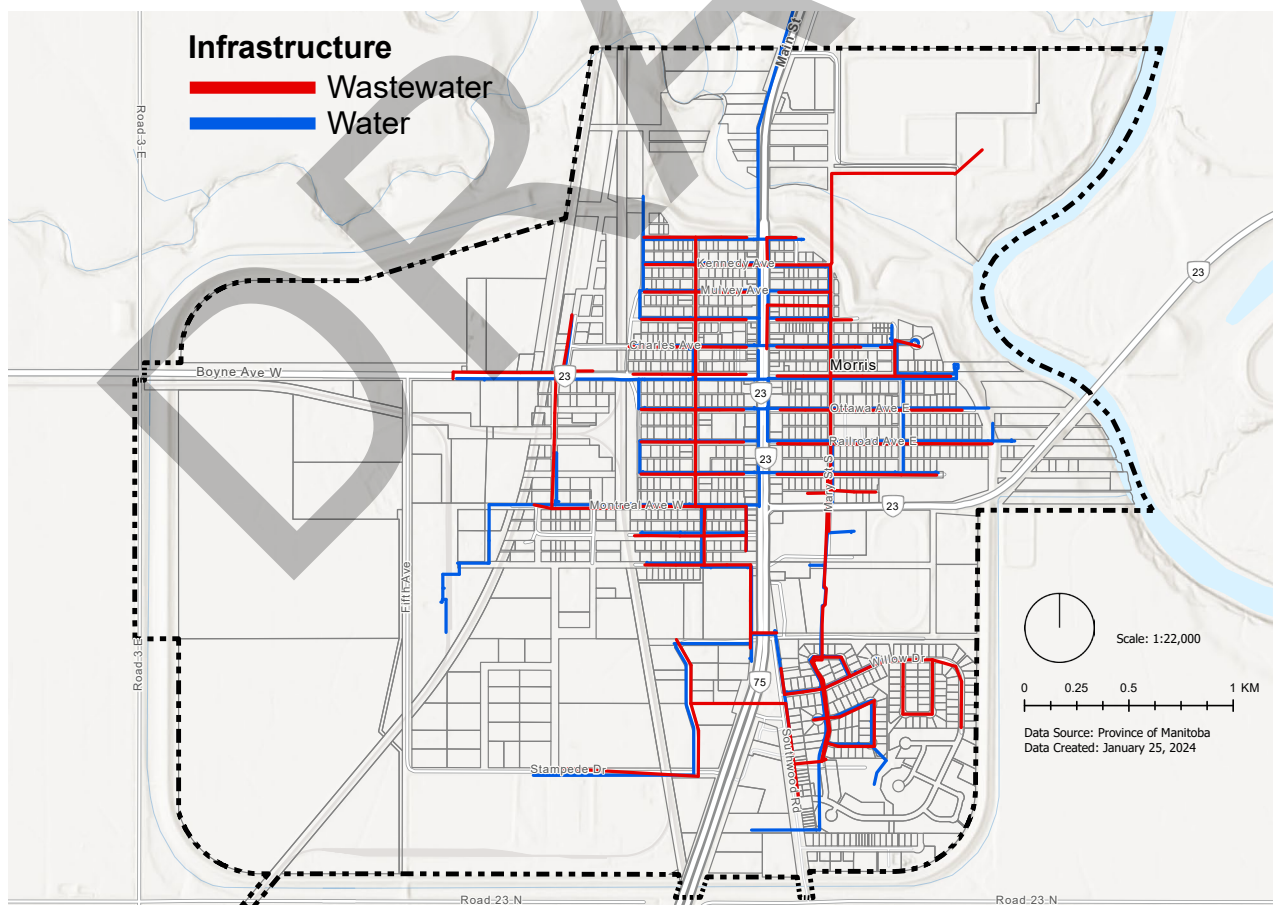 Infrastructure
Wastewater
Water
DRA
Main St
Road 3 E
Kennedy Ave
Mulvey Ave
23
Charles Ave
Morris
Boyne Ave W
23
23
Ottawa Ave E
Railroad Ave E
23
Mary St S
Montreal Ave W
23
Fifth Ave
Road 3 E
Willow Dr
75
Scale: 1:22,000
0 0.25 0.5 1 KM
Data Source: Province of Manitoba
Data Created: January 25, 2024
Southwood Rd
Stampede Dr
Road 23 N
Road 23 N